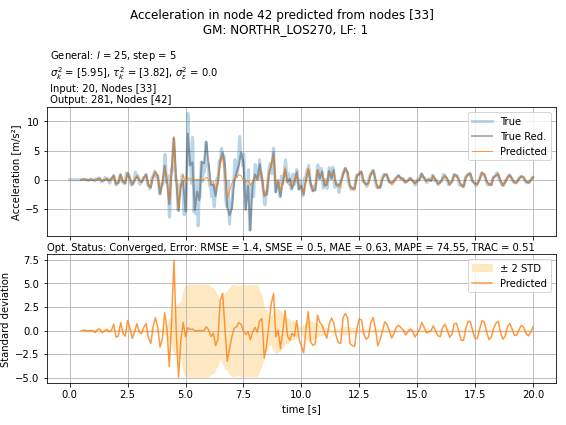 Acceleration in node 42 predicted from nodes [33]
GM: NORTHR_LOS270, LF: 1
General: l = 25, step = 5
σ²ₖ = [5.95], τ²ₖ = [3.82], σ²ε = 0.0
Input: 20, Nodes [33]
Output: 281, Nodes [42]
Acceleration [m/s²]
10
5
0
−5
True
True Red.
Predicted
Opt. Status: Converged, Error: RMSE = 1.4, SMSE = 0.5, MAE = 0.63, MAPE = 74.55, TRAC = 0.51
Standard deviation
7.5
5.0
2.5
0.0
−2.5
−5.0
± 2 STD
Predicted
0.0 2.5 5.0 7.5 10.0 12.5 15.0 17.5 20.0
time [s]